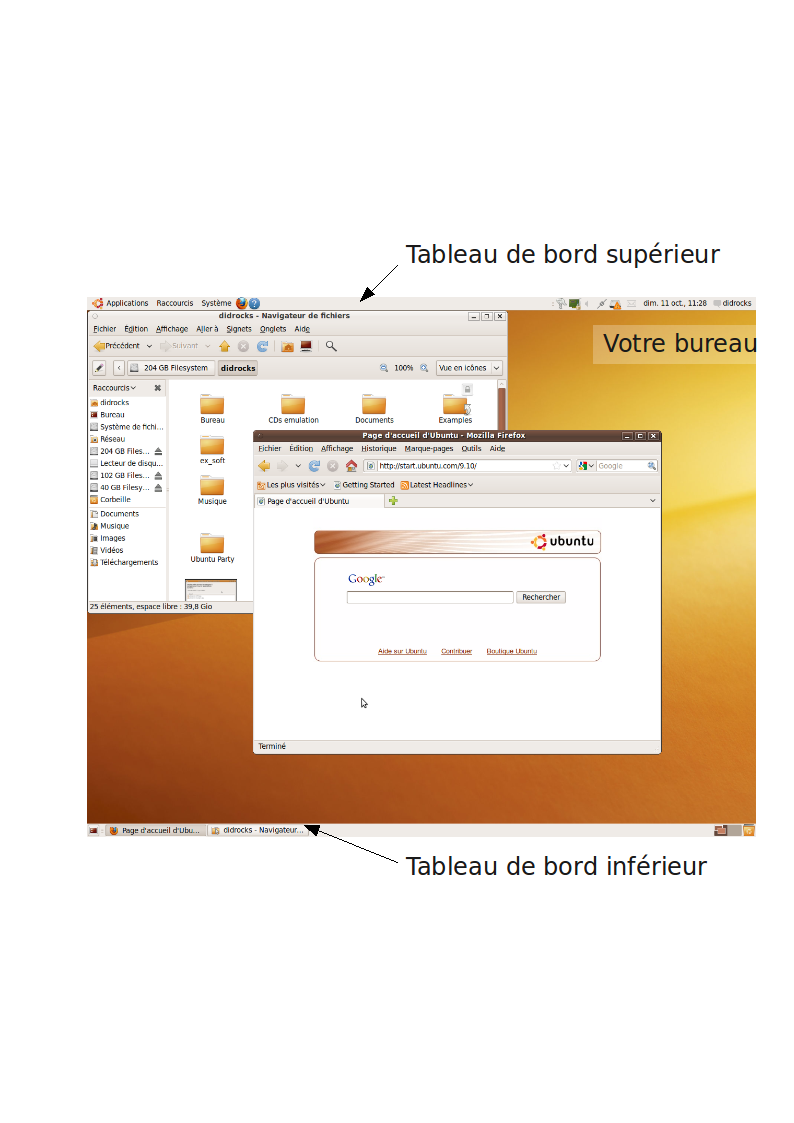 Tableau de bord supérieur
Applications Raccourcis Système dim. 11 oct., 11:28 didrocks
didrocks - Navigateur de fichiers
Fichier Édition Affichage Aller à Signets Onglets Aide
Votre bureau
Précédent Suivant
204 GB Filesystem didrocks 100% Vue en icônes
Raccourcis
didrocks
Bureau
Système de fichi...
Réseau
204 GB Files...
Lecteur de disqu...
102 GB Files...
40 GB Filesy...
Corbeille
Documents
Musique
Images
Vidéos
Téléchargements
Bureau CDs emulation Documents Examples
ex_soft
Musique
Ubuntu Party
25 éléments, espace libre : 39,8 Gio
Page d'accueil d'Ubuntu - Mozilla Firefox
Fichier Édition Affichage Historique Marque-pages Outils Aide
http://start.ubuntu.com/9.10/ Google
Les plus visités Getting Started Latest Headlines
Page d'accueil d'Ubuntu
ubuntu
Google
Rechercher
Aide sur Ubuntu Contribuer Boutique Ubuntu
Terminé
Page d'accueil d'Ubu... didrocks - Navigateur...
Tableau de bord inférieur